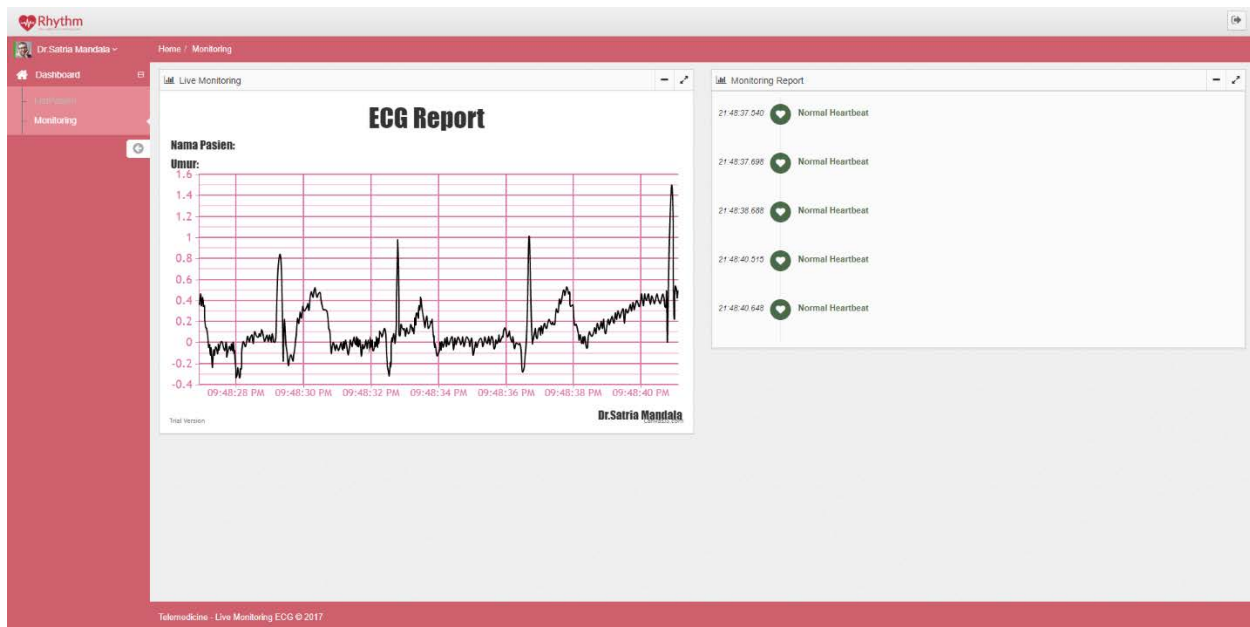 Rhythm
Dr.Satria Mandala
Home / Monitoring
Dashboard
List Pasien
Monitoring
Live Monitoring
ECG Report
Nama Pasien:
Umur:
1.6
1.4
1.2
1
0.8
0.6
0.4
0.2
0
-0.2
-0.4
09:48:28 PM 09:48:30 PM 09:48:32 PM 09:48:34 PM 09:48:36 PM 09:48:38 PM 09:48:40 PM
Dr.Satria Mandala
Trial Version
Monitoring Report
21:48:37.540 Normal Heartbeat
21:48:37.698 Normal Heartbeat
21:48:38.688 Normal Heartbeat
21:48:40.515 Normal Heartbeat
21:48:40.648 Normal Heartbeat
Telemedicine - Live Monitoring ECG © 2017